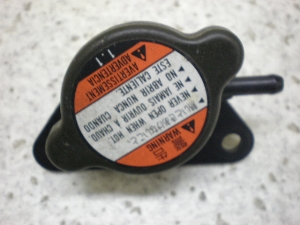 WARNING
NEVER OPEN WHEN HOT.
NE JAMAIS OUVRIR A CHAUD
NO ABRIR NUNCA CUANDO
ESTE CALIENTE
AVERTISSEMENT
ADVERTENCIA
1.1